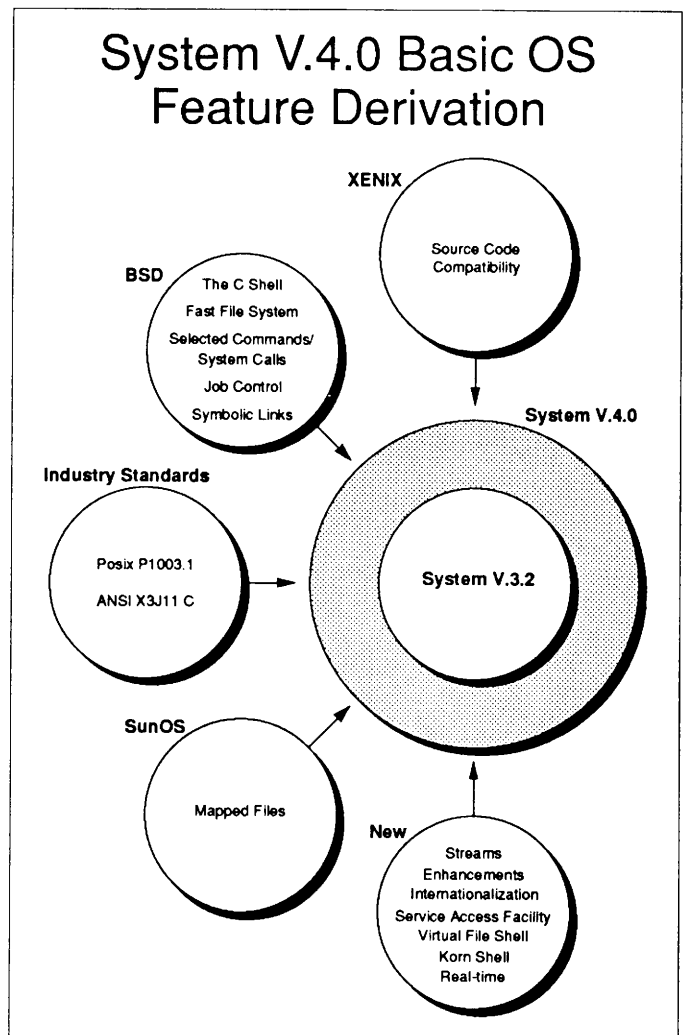 System V.4.0 Basic OS
Feature Derivation
XENIX
Source Code
Compatibility
BSD
The C Shell
Fast File System
Selected Commands/
System Calls
Job Control
Symbolic Links
System V.4.0
Industry Standards
Posix P1003.1
ANSI X3J11 C
System V.3.2
SunOS
Mapped Files
New
Streams
Enhancements
Internationalization
Service Access Facility
Virtual File Shell
Korn Shell
Real-time